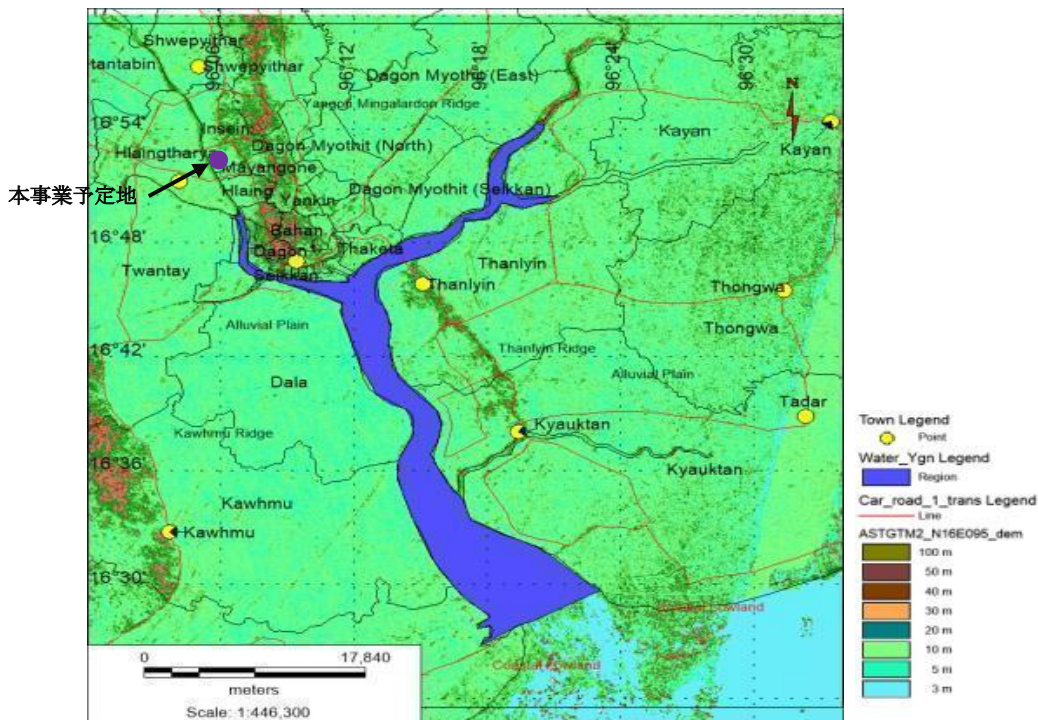 Shwepyithar
96°06'
96°12'
96°18'
96°24'
96°30'
tantabin
Shwepyithar
Dagon Myothit (East)
N
Yangon Mingalardon Ridge
16°54'
Insein
Kayan
Hlaingtharya
Dagon Myothit (North)
Kayan
Mayangone
本事業予定地
Hlaing
Dagon Myothit (Seikkan)
Yankin
16°48'
Bahan
Dagon
Thaketa
Twantay
Seikkan
Thanlyin
Thanlyin
Thongwa
Alluvial Plain
Thongwa
16°42'
Thanlyin Ridge
Alluvial Plain
Dala
Tadar
Kawhmu Ridge
Kyauktan
16°36'
Kyauktan
Kawhmu
Kawhmu
16°30'
Lowland
Coastal Lowland
0 17,840
meters
Scale: 1:446,300
Town Legend
Point
Water_Ygn Legend
Region
Car_road_1_trans Legend
Line
ASTGTM2_N16E095_dem
100 m
50 m
40 m
30 m
20 m
10 m
5 m
3 m